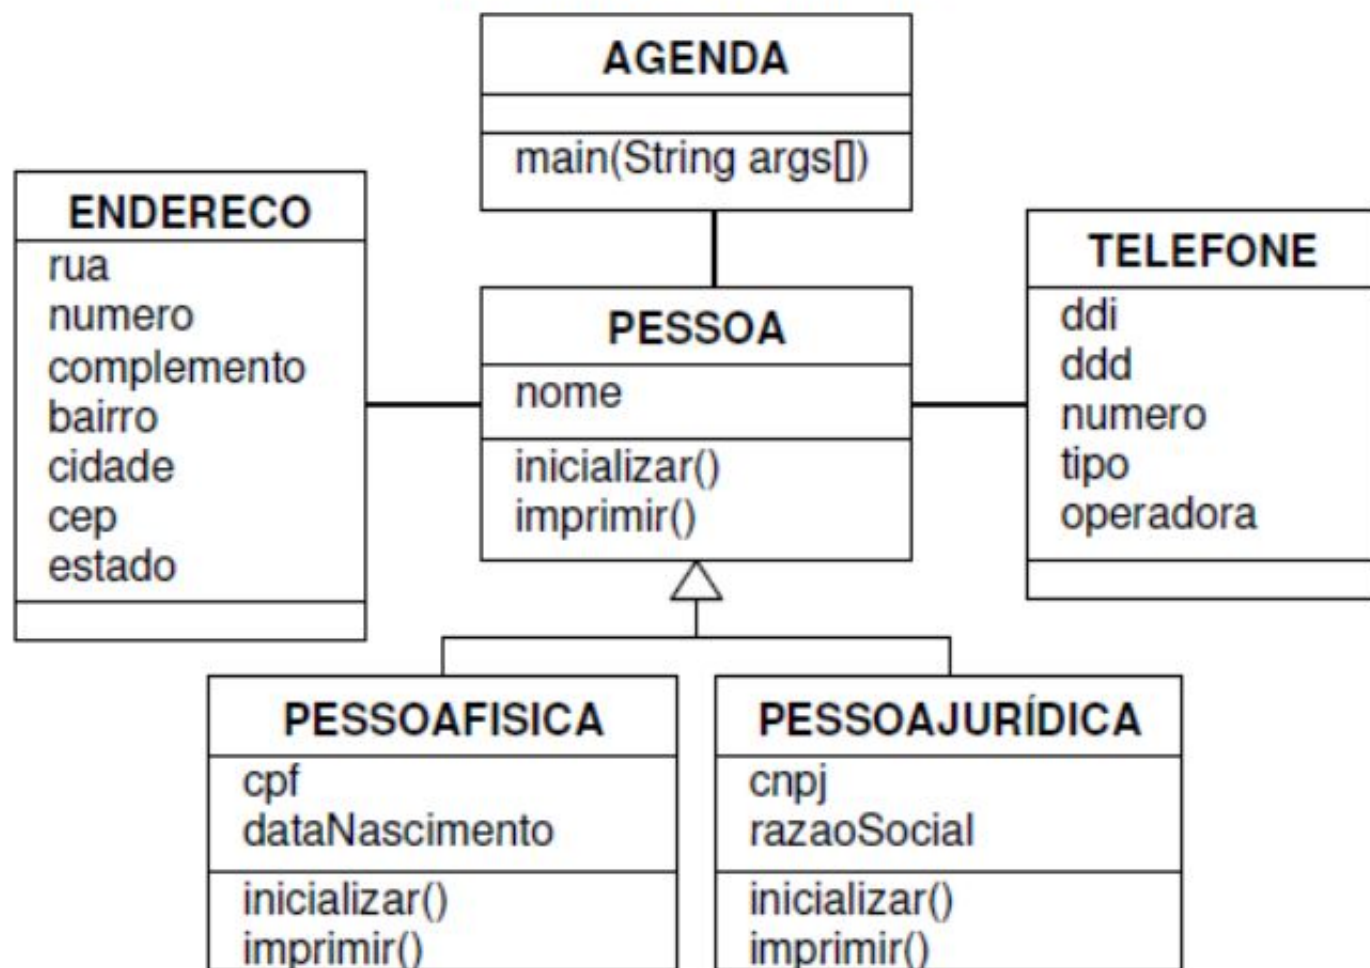 AGENDA
main(String args[])
ENDERECO
rua
numero
complemento
bairro
cidade
cep
estado
PESSOA
nome
inicializar()
imprimir()
TELEFONE
ddi
ddd
numero
tipo
operadora
PESSOAFISICA
cpf
dataNascimento
inicializar()
imprimir()
PESSOAJURÍDICA
cnpj
razaoSocial
inicializar()
imprimir()